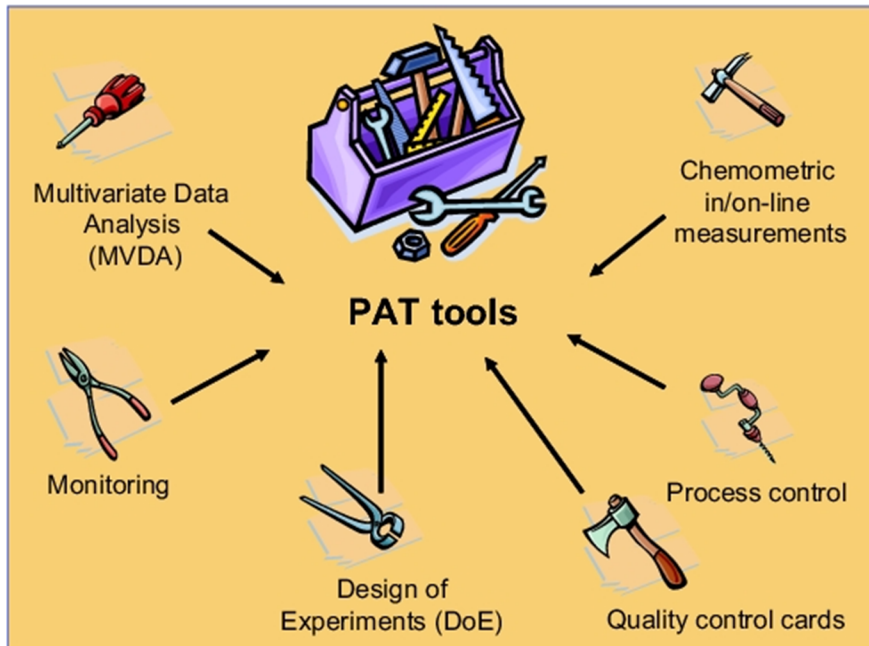 Multivariate Data
Analysis
(MVDA)
Chemometric
in/on-line
measurements
PAT tools
Monitoring
Process control
Design of
Experiments (DoE)
Quality control cards